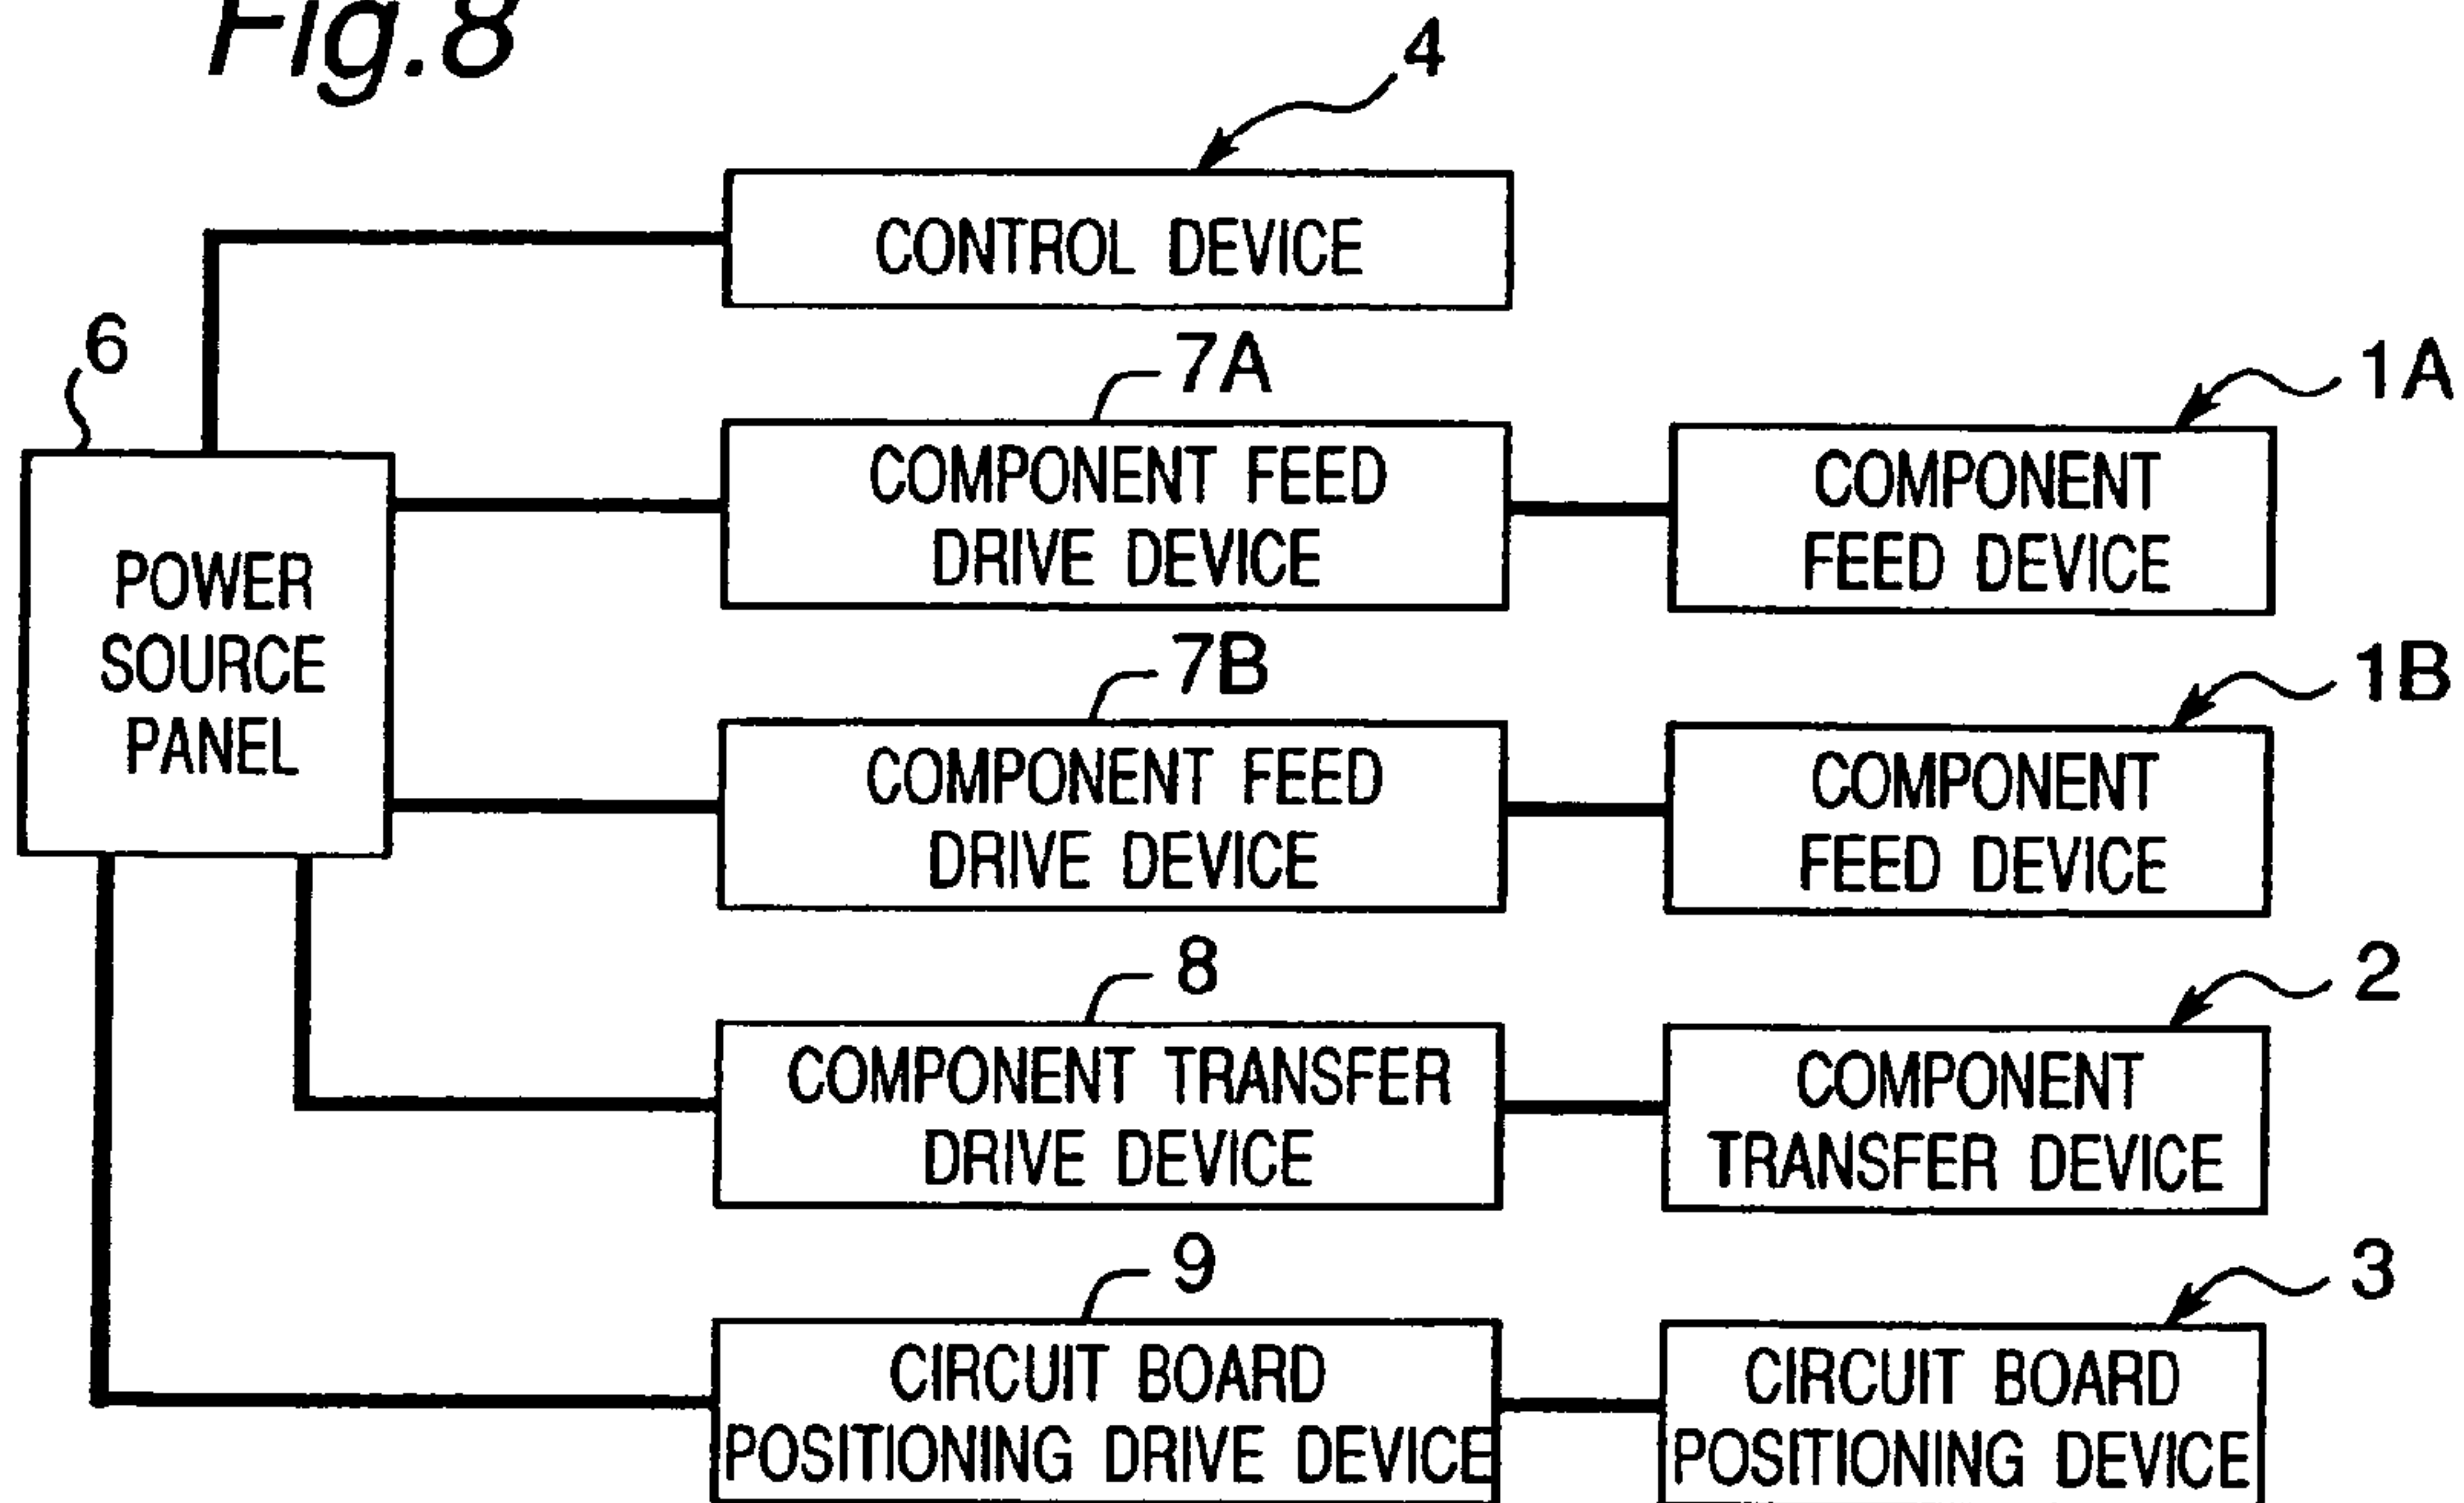 Fig.8
4
CONTROL DEVICE
6
POWER
SOURCE
PANEL
7A
COMPONENT FEED
DRIVE DEVICE
1A
COMPONENT
FEED DEVICE
7B
COMPONENT FEED
DRIVE DEVICE
1B
COMPONENT
FEED DEVICE
8
COMPONENT TRANSFER
DRIVE DEVICE
2
COMPONENT
TRANSFER DEVICE
9
CIRCUIT BOARD
POSITIONING DRIVE DEVICE
3
CIRCUIT BOARD
POSITIONING DEVICE